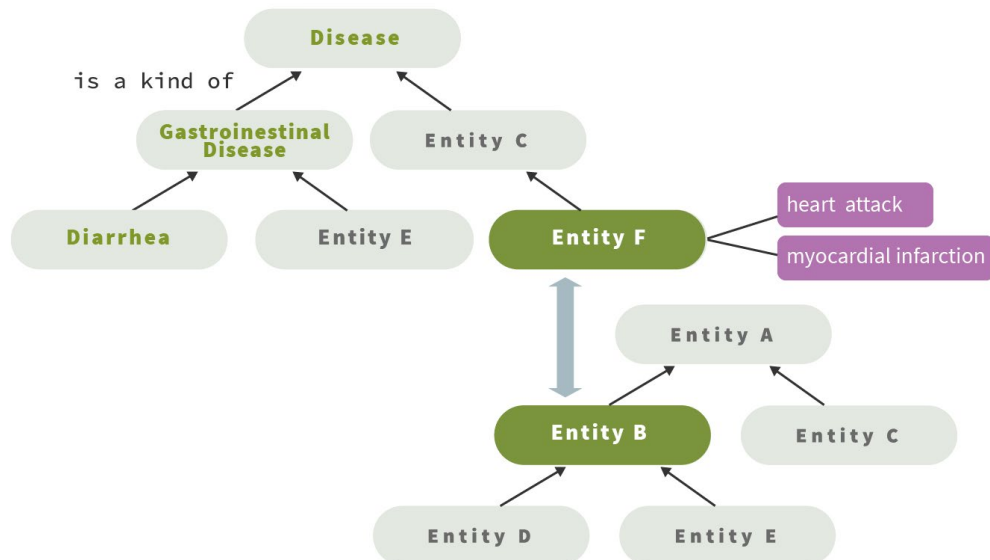 Disease
is a kind of
Gastroinestinal
Disease
Entity C
Diarrhea
Entity E
Entity F
heart attack
myocardial infarction
Entity A
Entity B
Entity C
Entity D
Entity E